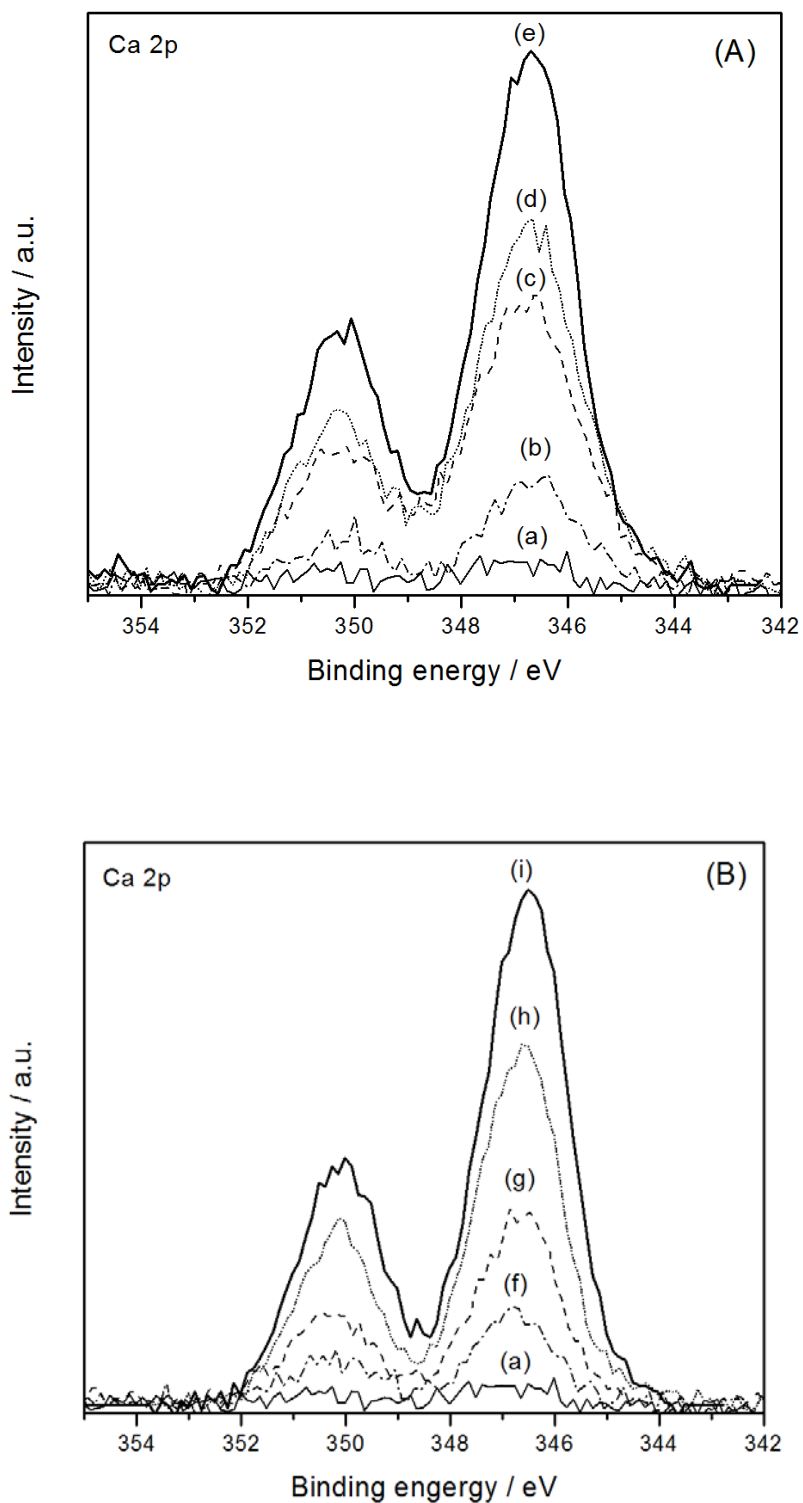 Ca 2p
(A)
(e)
(d)
(c)
(b)
(a)
Intensity / a.u.
354 352 350 348 346 344 342
Binding energy / eV
Ca 2p
(B)
(i)
(h)
(g)
(f)
(a)
Intensity / a.u.
354 352 350 348 346 344 342
Binding engergy / eV